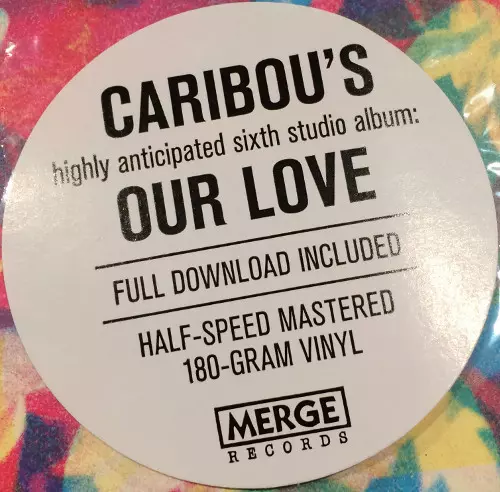 CARIBOU'S
highly anticipated sixth studio album:
OUR LOVE
FULL DOWNLOAD INCLUDED
HALF-SPEED MASTERED
180-GRAM VINYL
MERGE
RECORDS